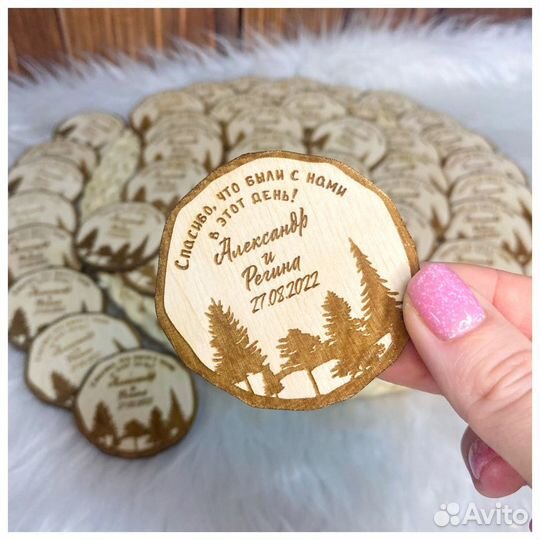 Спасибо, что были с нами
в этот день!
Александр
и
Регина
27.08.2022
Avito